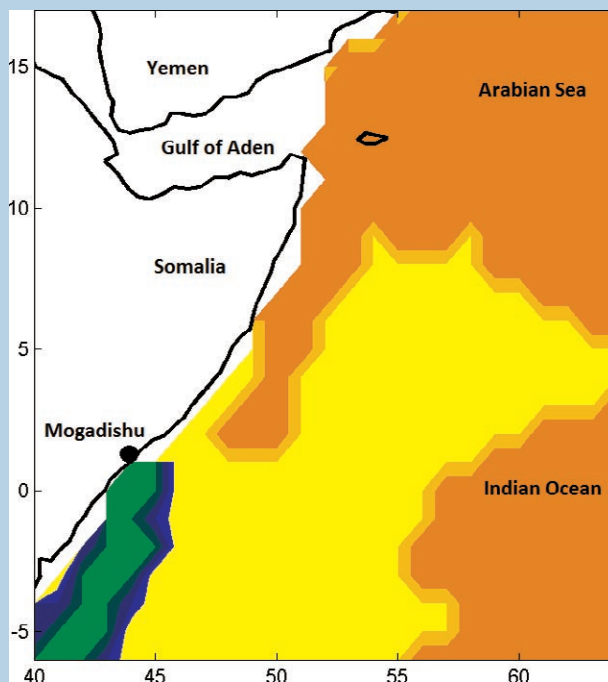 15
Yemen
Arabian Sea
Gulf of Aden
10
Somalia
5
Mogadishu
0
Indian Ocean
-5
40 45 50 55 60